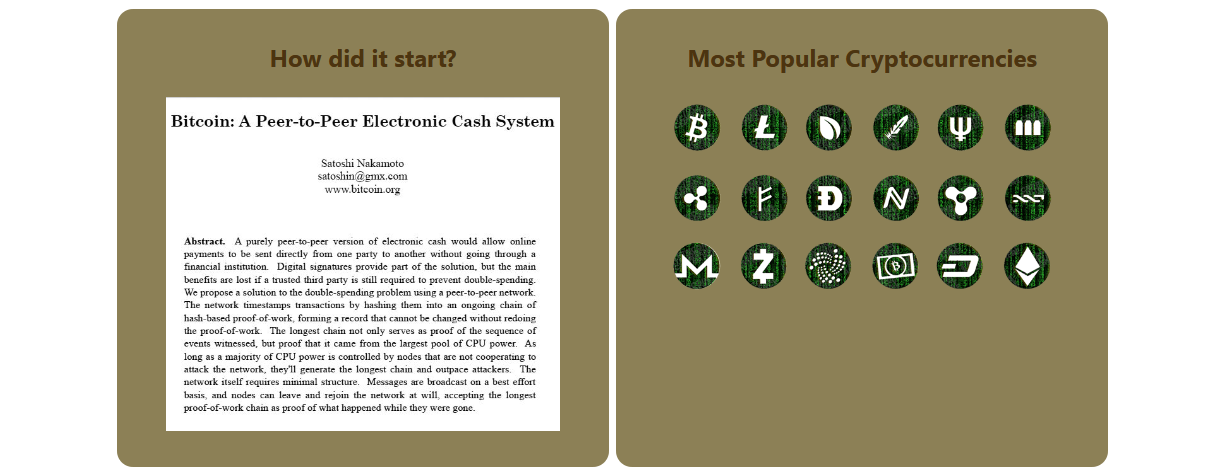 How did it start?
Bitcoin: A Peer-to-Peer Electronic Cash System
Satoshi Nakamoto
satoshin@gmx.com
www.bitcoin.org
Abstract. A purely peer-to-peer version of electronic cash would allow online
payments to be sent directly from one party to another without going through a
financial institution. Digital signatures provide part of the solution, but the main
benefits are lost if a trusted third party is still required to prevent double-spending.
We propose a solution to the double-spending problem using a peer-to-peer network.
The network timestamps transactions by hashing them into an ongoing chain of
hash-based proof-of-work, forming a record that cannot be changed without redoing
the proof-of-work. The longest chain not only serves as proof of the sequence of
events witnessed, but proof that it came from the largest pool of CPU power. As
long as a majority of CPU power is controlled by nodes that are not cooperating to
attack the network, they'll generate the longest chain and outpace attackers. The
network itself requires minimal structure. Messages are broadcast on a best effort
basis, and nodes can leave and rejoin the network at will, accepting the longest
proof-of-work chain as proof of what happened while they were gone.
Most Popular Cryptocurrencies